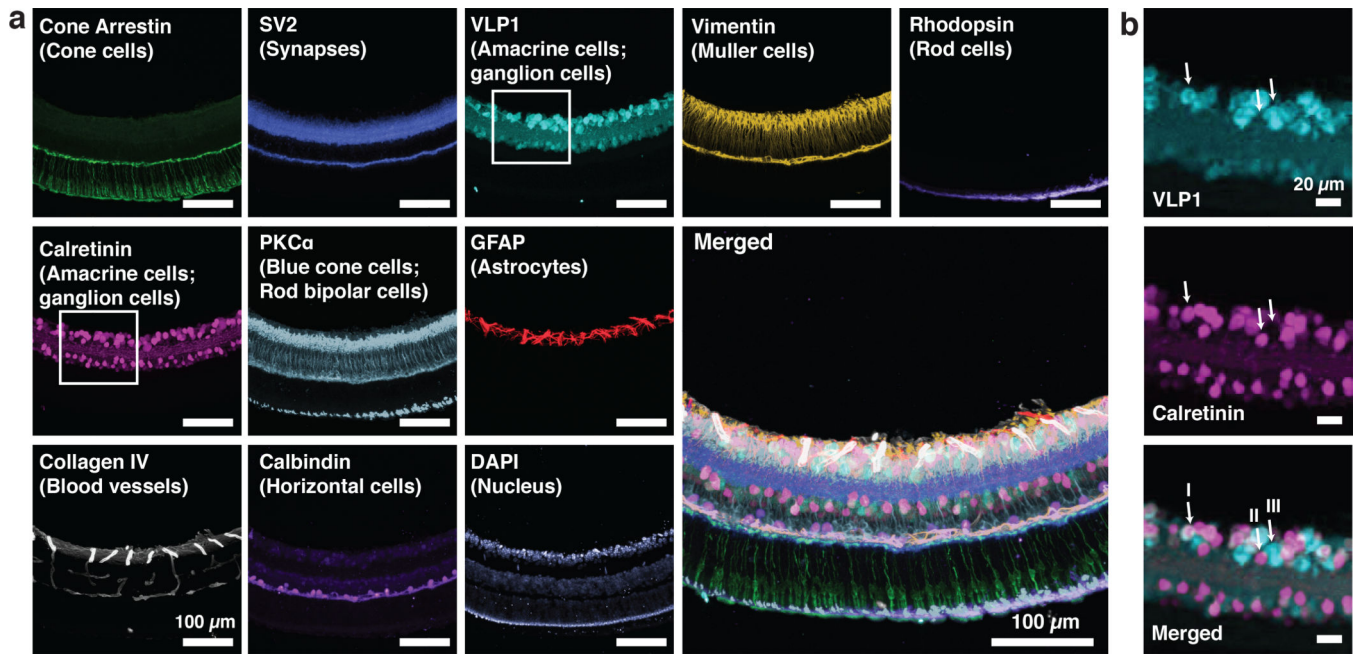 a
Cone Arrestin
(Cone cells)
SV2
(Synapses)
VLP1
(Amacrine cells;
ganglion cells)
Vimentin
(Muller cells)
Rhodopsin
(Rod cells)
Calretinin
(Amacrine cells;
ganglion cells)
PKCα
(Blue cone cells;
Rod bipolar cells)
GFAP
(Astrocytes)
Merged
100 µm
Collagen IV
(Blood vessels)
100 µm
Calbindin
(Horizontal cells)
DAPI
(Nucleus)
b
20 µm
VLP1
Calretinin
I
II
III
Merged